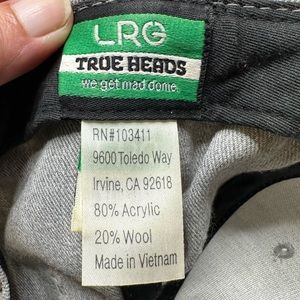 LRG
TRUE HEADS
we get mad dome
RN#103411
9600 Toledo Way
Irvine, CA 92618
80% Acrylic
20% Wool
Made in Vietnam